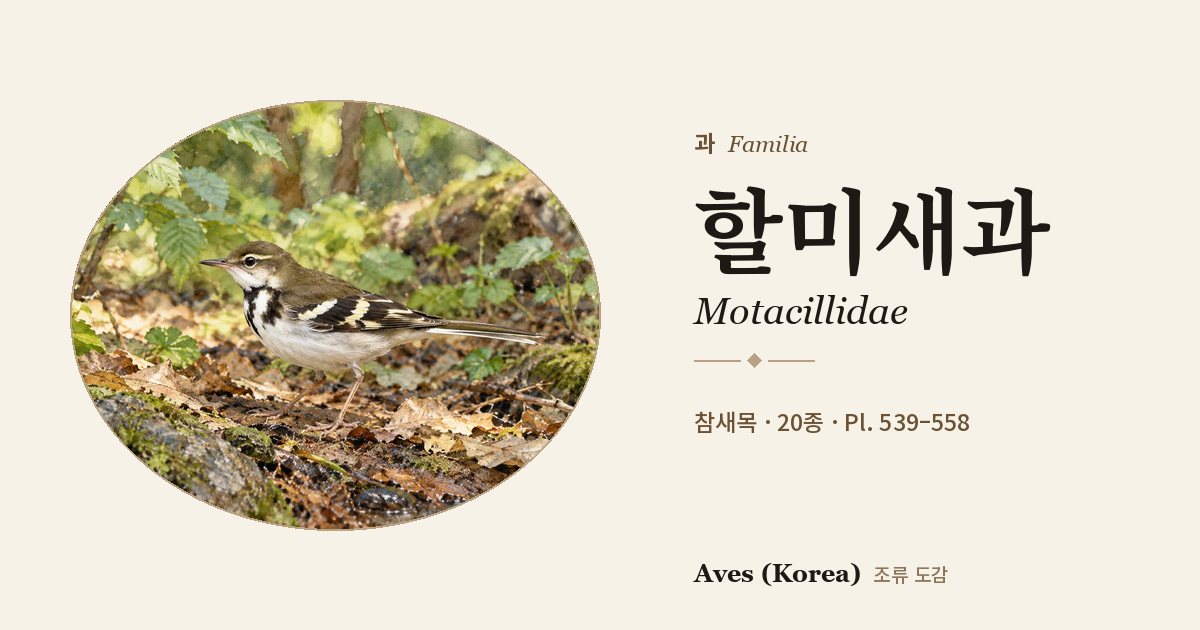 과 Familia
할미새과
Motacillidae
참새목 · 20종 · Pl. 539–558
Aves (Korea) 조류 도감